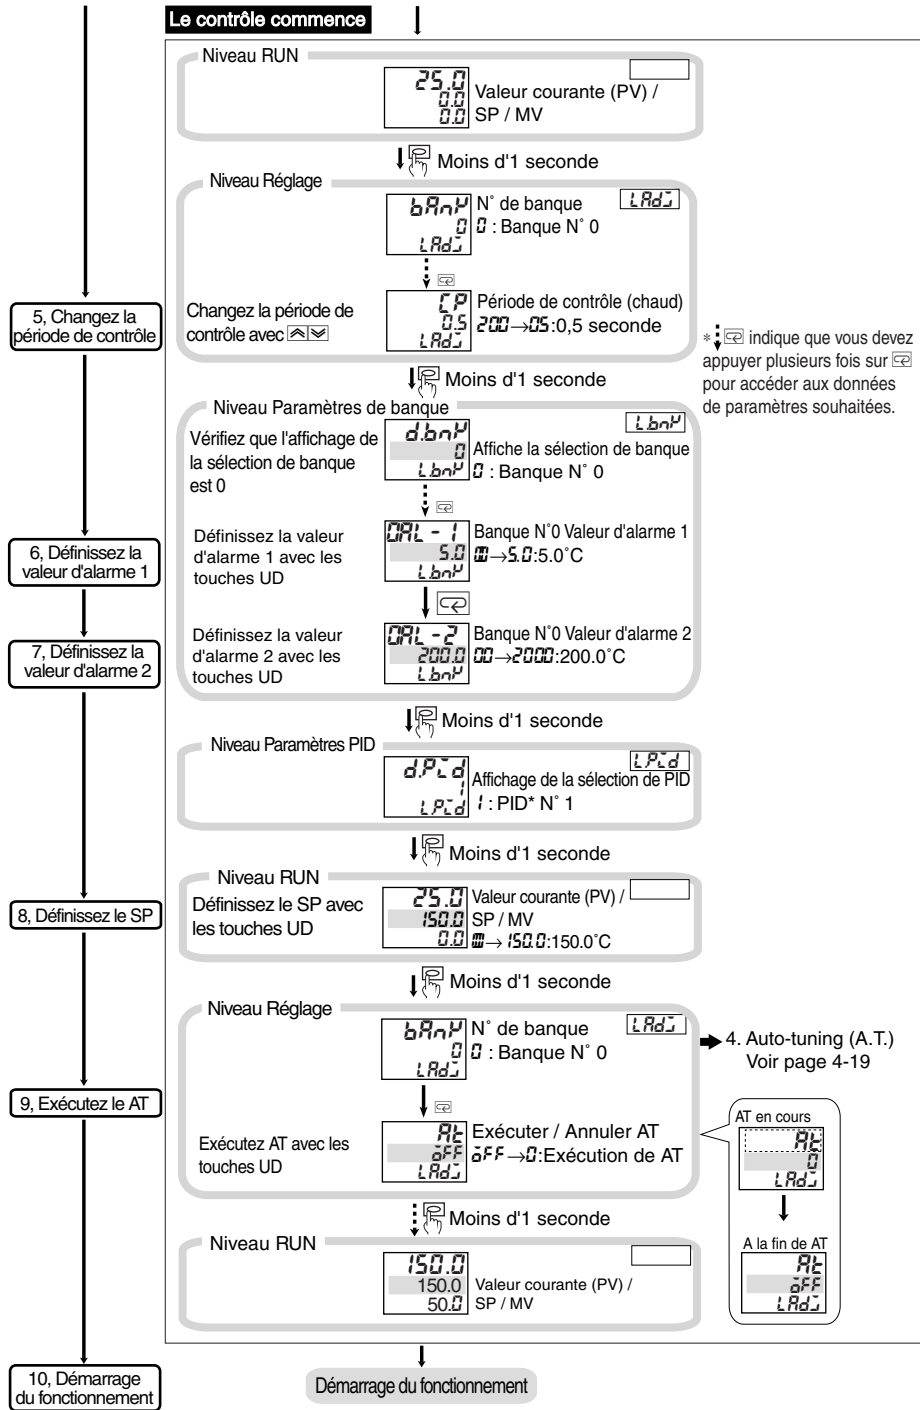 Le contrôle commence
Niveau RUN
25.0
0.0
0.0
Valeur courante (PV) /
SP / MV
Moins d'1 seconde
Niveau Réglage
bAnK
0
LAdJ
N° de banque
0 : Banque N° 0
LAdJ
5, Changez la
période de contrôle
Changez la période de
contrôle avec
CP
0.5
LAdJ
Période de contrôle (chaud)
20.0→0.5:0,5 seconde
* indique que vous devez
appuyer plusieurs fois sur
pour accéder aux données
de paramètres souhaitées.
Moins d'1 seconde
Niveau Paramètres de banque
L.bnK
Vérifiez que l'affichage de
la sélection de banque
est 0
d.bnK
0
L.bnK
Affiche la sélection de banque
0 : Banque N° 0
6, Définissez la
valeur d'alarme 1
Définissez la valeur
d'alarme 1 avec les
touches UD
0AL-1
5.0
L.bnK
Banque N°0 Valeur d'alarme 1
→5.0:5.0°C
7, Définissez la
valeur d'alarme 2
Définissez la valeur
d'alarme 2 avec les
touches UD
0AL-2
200.0
L.bnK
Banque N°0 Valeur d'alarme 2
0.0→200.0:200.0°C
Moins d'1 seconde
Niveau Paramètres PID
L.Pid
d.Pid
1
L.Pid
Affichage de la sélection de PID
1 : PID* N° 1
Moins d'1 seconde
Niveau RUN
8, Définissez le SP
Définissez le SP avec
les touches UD
25.0
150.0
0.0
Valeur courante (PV) /
SP / MV
→150.0:150.0°C
Moins d'1 seconde
Niveau Réglage
bAnK
0
LAdJ
N° de banque
0 : Banque N° 0
LAdJ
4. Auto-tuning (A.T.)
Voir page 4-19
9, Exécutez le AT
Exécutez AT avec les
touches UD
At
oFF
LAdJ
Exécuter / Annuler AT
oFF→0:Exécution de AT
AT en cours
At
0
LAdJ
A la fin de AT
At
oFF
LAdJ
Moins d'1 seconde
Niveau RUN
150.0
150.0
50.0
Valeur courante (PV) /
SP / MV
10, Démarrage
du fonctionnement
Démarrage du fonctionnement